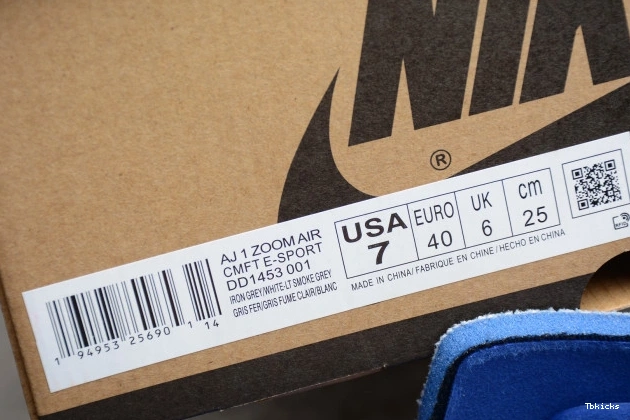 NIK
®
AJ 1 ZOOM AIR
CMFT E-SPORT
DD1453 001
IRON GREY/WHITE-LT SMOKE GREY
GRIS FER/GRIS FUME CLAIR/BLANC
USA
7
EURO
40
UK
6
cm
25
MADE IN CHINA/FABRIQUE EN CHINE/HECHO EN CHINA
1 94953 25690 1 14
Tbkicks